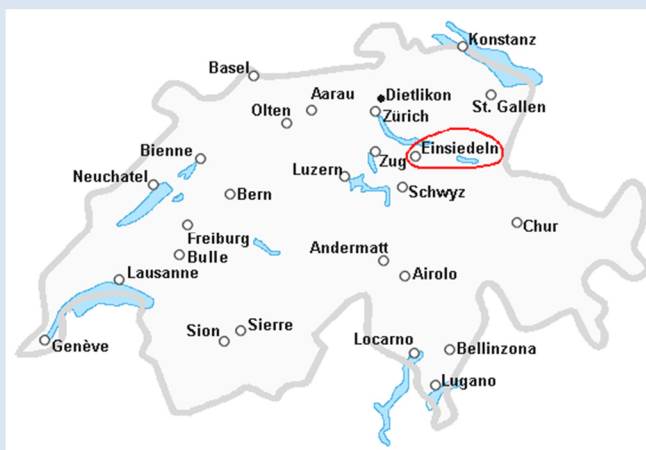 Konstanz
Basel
Dietlikon
Aarau
St. Gallen
Olten
Zürich
Einsiedeln
Bienne
Zug
Luzern
Neuchatel
Schwyz
Bern
Chur
Freiburg
Andermatt
Bulle
Lausanne
Airolo
Sierre
Sion
Locarno
Genève
Bellinzona
Lugano